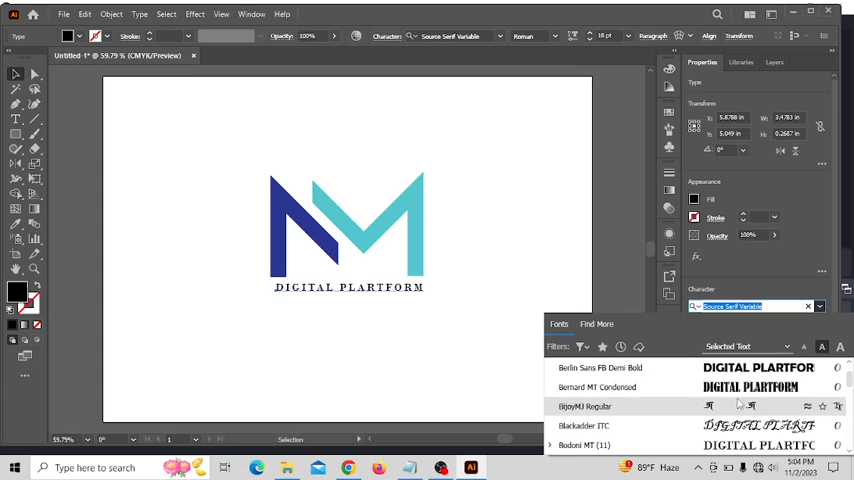 File Edit Object Type Select Effect View Window Help
Type Stroke: Opacity: 100% Character: Source Serif Variable Roman 18 pt Paragraph Align Transform
Untitled-1* @ 59.79 % (CMYK/Preview)
Properties Libraries Layers
Type
Transform
X: 5.8788 in W: 3.4783 in
Y: 5.049 in H: 0.2687 in
0°
Appearance
Fill
Stroke
Opacity 100%
fx.
Character
Source Serif Variable
DIGITAL PLARTFORM
Fonts Find More
Filters: Selected Text A A A
Berlin Sans FB Demi Bold DIGITAL PLARTFOR
Bernard MT Condensed DIGITAL PLARTFORM
BijoyMJ Regular
Blackadder ITC DIGITAL PLARTF
Bodoni MT (11) DIGITAL PLARTFO
59.79% 0° 1 Selection
Type here to search
89°F Haze
5:04 PM
11/2/2023